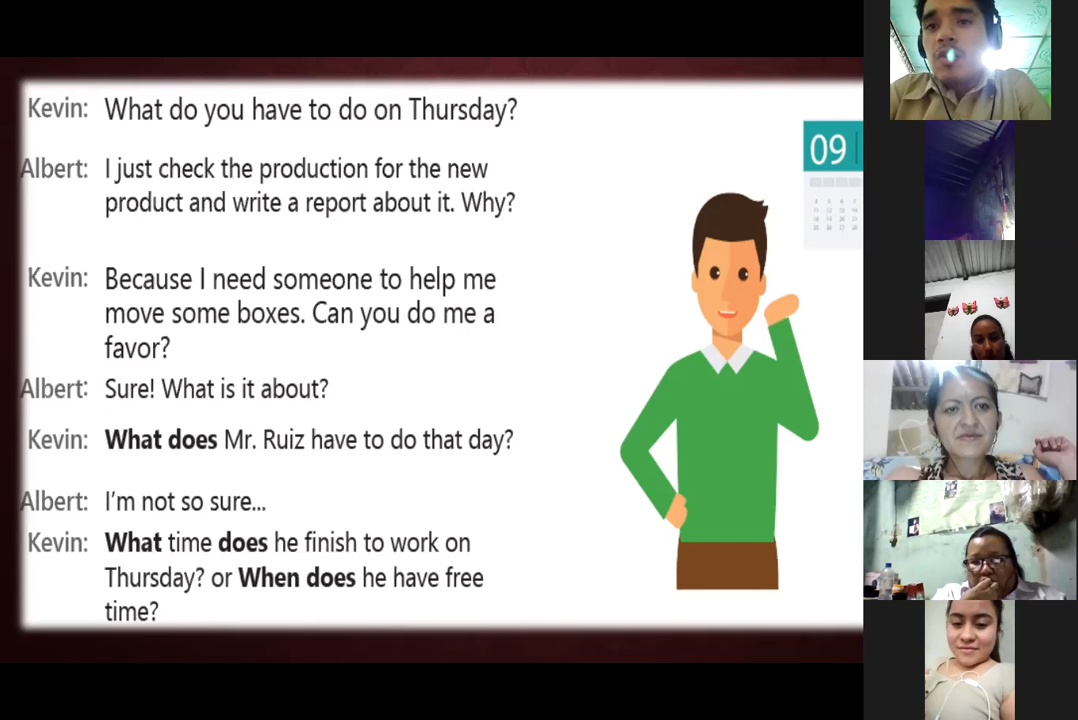 Kevin: What do you have to do on Thursday?
Albert: I just check the production for the new
product and write a report about it. Why?
Kevin: Because I need someone to help me
move some boxes. Can you do me a
favor?
Albert: Sure! What is it about?
Kevin: What does Mr. Ruiz have to do that day?
Albert: I'm not so sure...
Kevin: What time does he finish to work on
Thursday? or When does he have free
time?
09